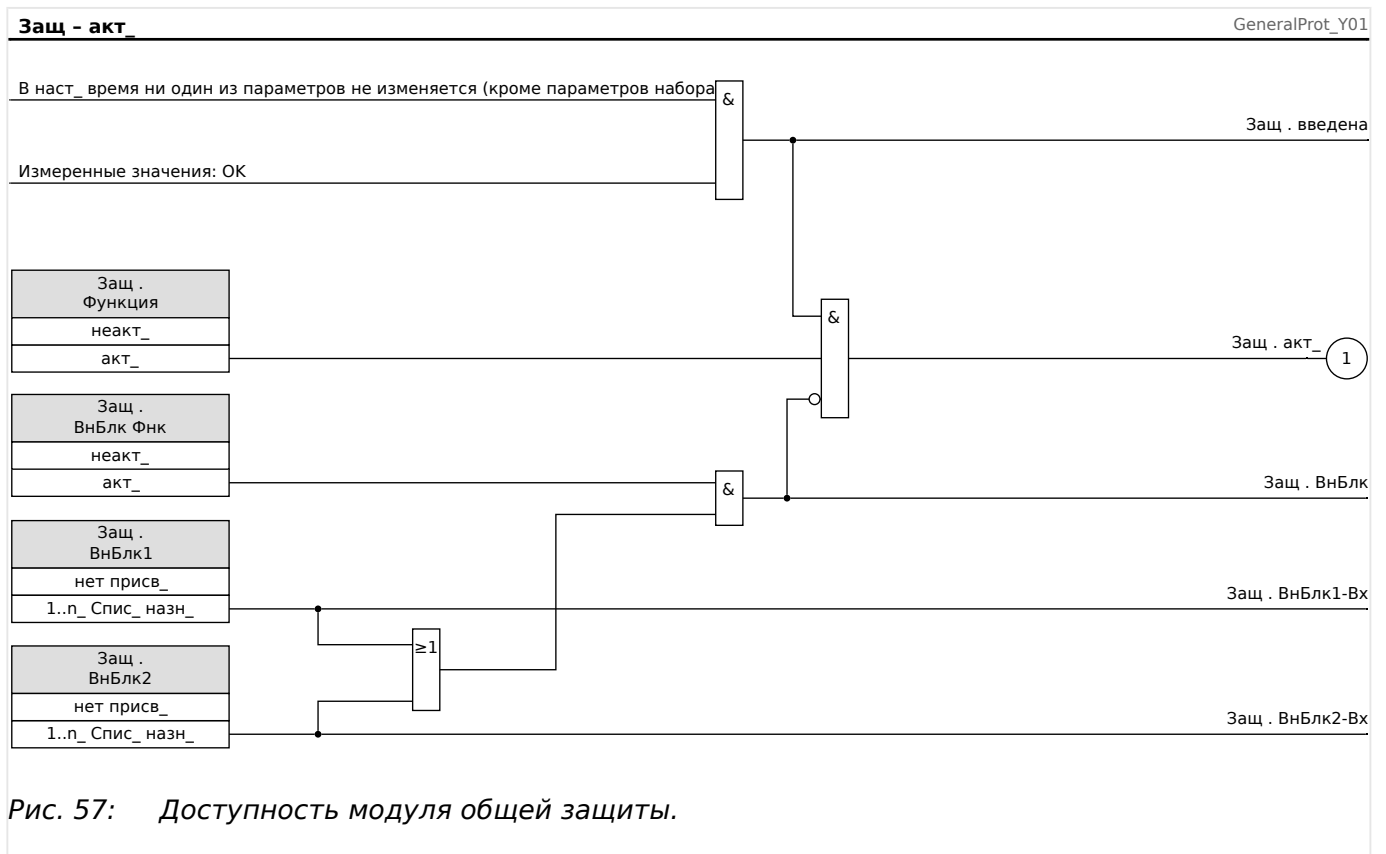 Защ – акт_
GeneralProt_Y01
В наст_ время ни один из параметров не изменяется (кроме параметров набора
&
Защ . введена
Измеренные значения: OK
Защ .
Функция
неакт_
акт_
&
Защ . акт_
1
Защ .
ВнБлк Фнк
неакт_
акт_
&
Защ . ВнБлк
Защ .
ВнБлк1
нет присв_
1..n_ Спис_ назн_
Защ . ВнБлк1-Вх
≥1
Защ .
ВнБлк2
нет присв_
1..n_ Спис_ назн_
Защ . ВнБлк2-Вх
Рис. 57: Доступность модуля общей защиты.